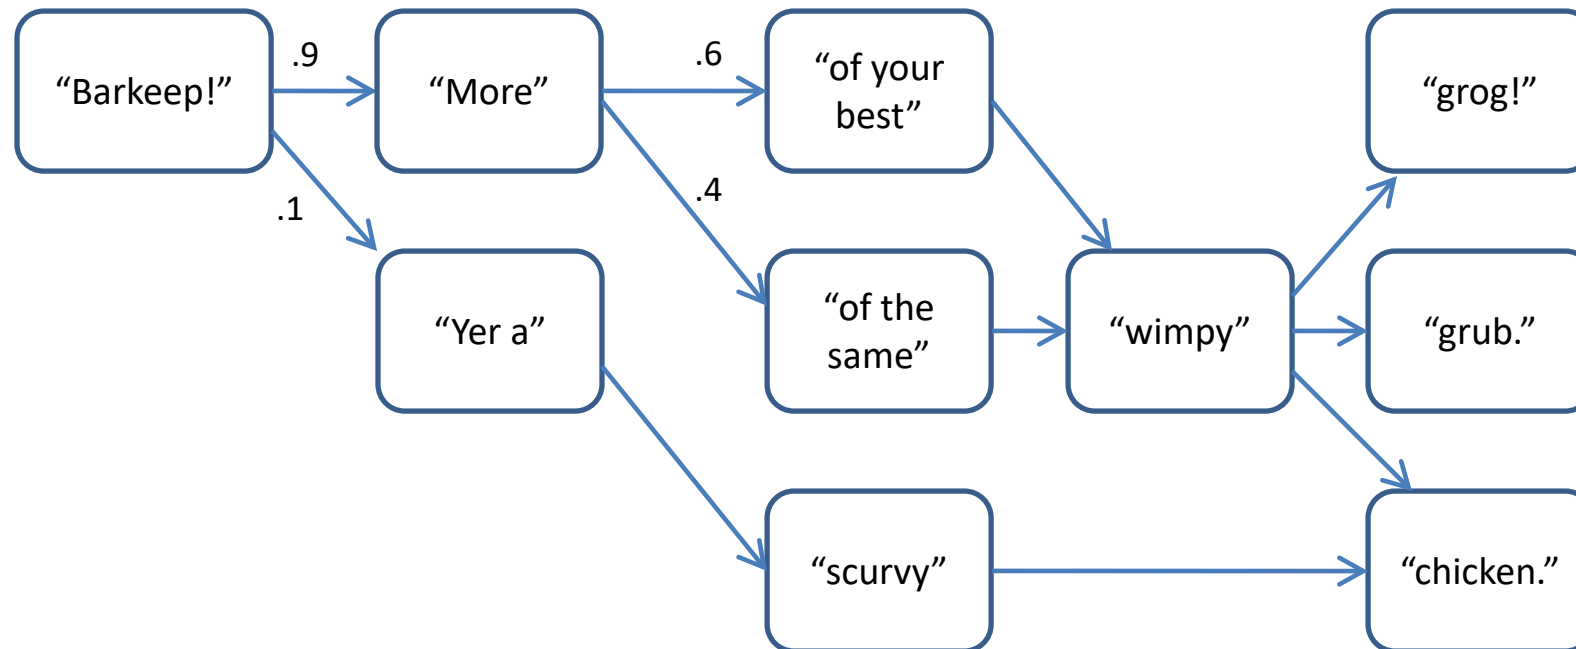 “Barkeep!”
.9
“More”
.6
“of your
best”
“grog!”
.1
.4
“Yer a”
“of the
same”
“wimpy”
“grub.”
“scurvy”
“chicken.”